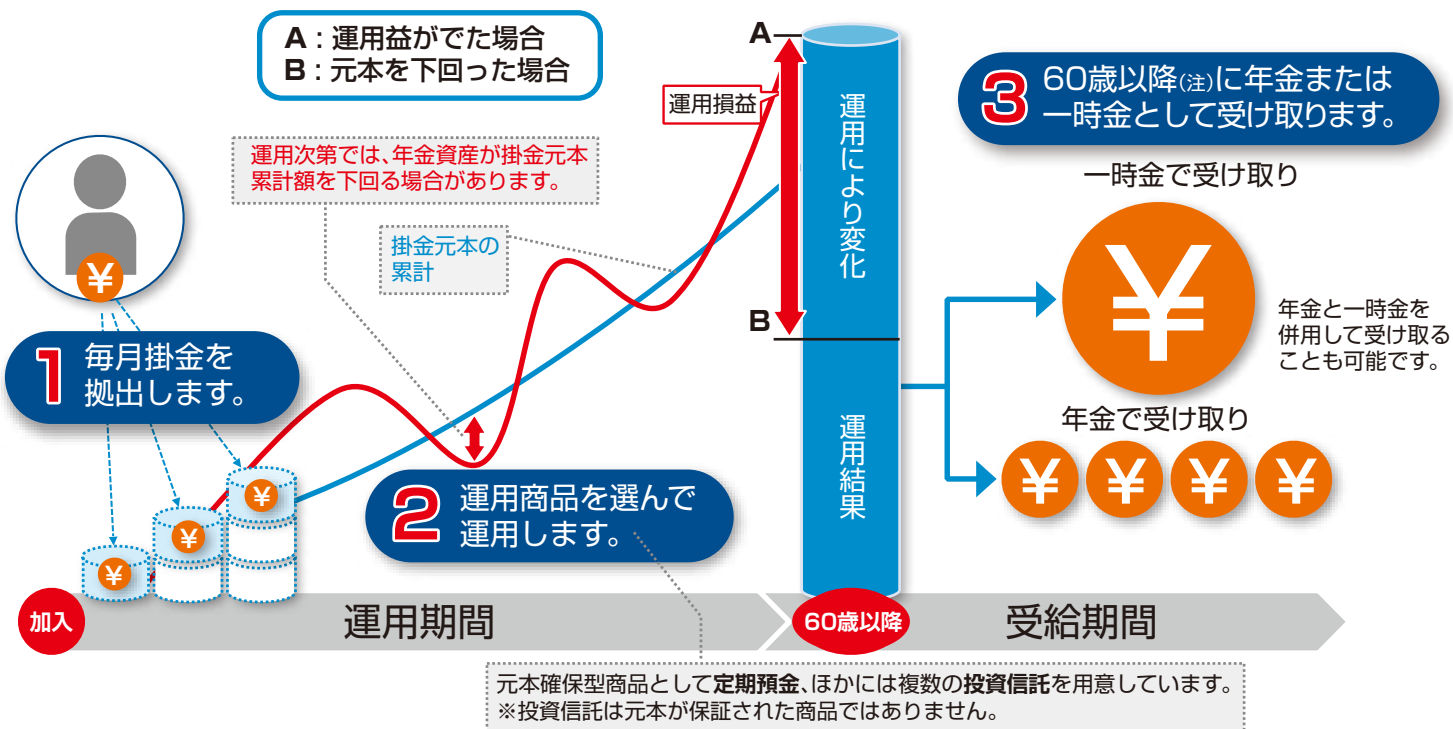 A : 運用益がでた場合
B : 元本を下回った場合
運用次第では、年金資産が掛金元本
累計額を下回る場合があります。
掛金元本の
累計
¥
1 毎月掛金を
拠出します。
¥
¥
¥
2 運用商品を選んで
運用します。
A
運用損益
B
運用により変化
運用結果
3 60歳以降(注)に年金または
一時金として受け取ります。
一時金で受け取り
¥
年金と一時金を
併用して受け取る
ことも可能です。
年金で受け取り
¥ ¥ ¥ ¥
加入 運用期間 60歳以降 受給期間
元本確保型商品として定期預金、ほかには複数の投資信託を用意しています。
※投資信託は元本が保証された商品ではありません。